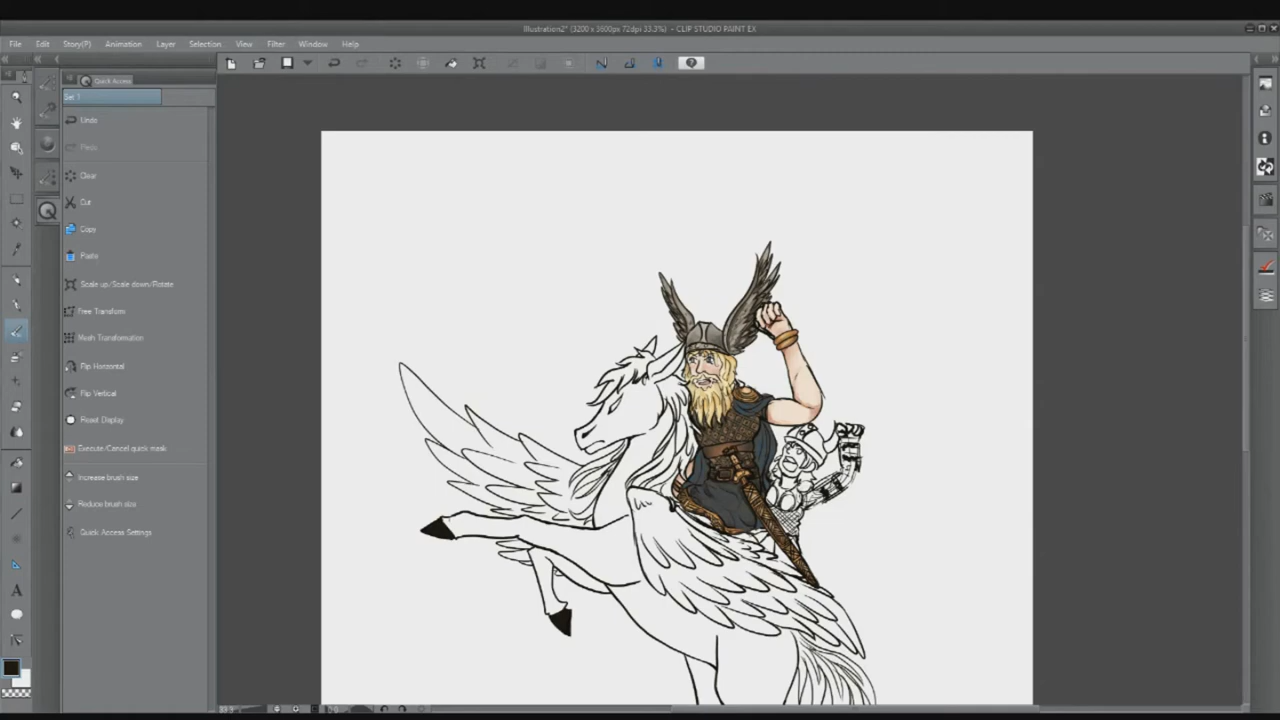 Illustration2* (3200 x 5600px 72dpi 33.3%) - CLIP STUDIO PAINT EX
File Edit Story(P) Animation Layer Selection View Filter Window Help
Quick Access
Set 1
Undo
Redo
Clear
Cut
Copy
Paste
Scale up/Scale down/Rotate
Free Transform
Mesh Transformation
Flip Horizontal
Flip Vertical
Reset Display
Execute/Cancel quick mask
Increase brush size
Reduce brush size
Quick Access Settings